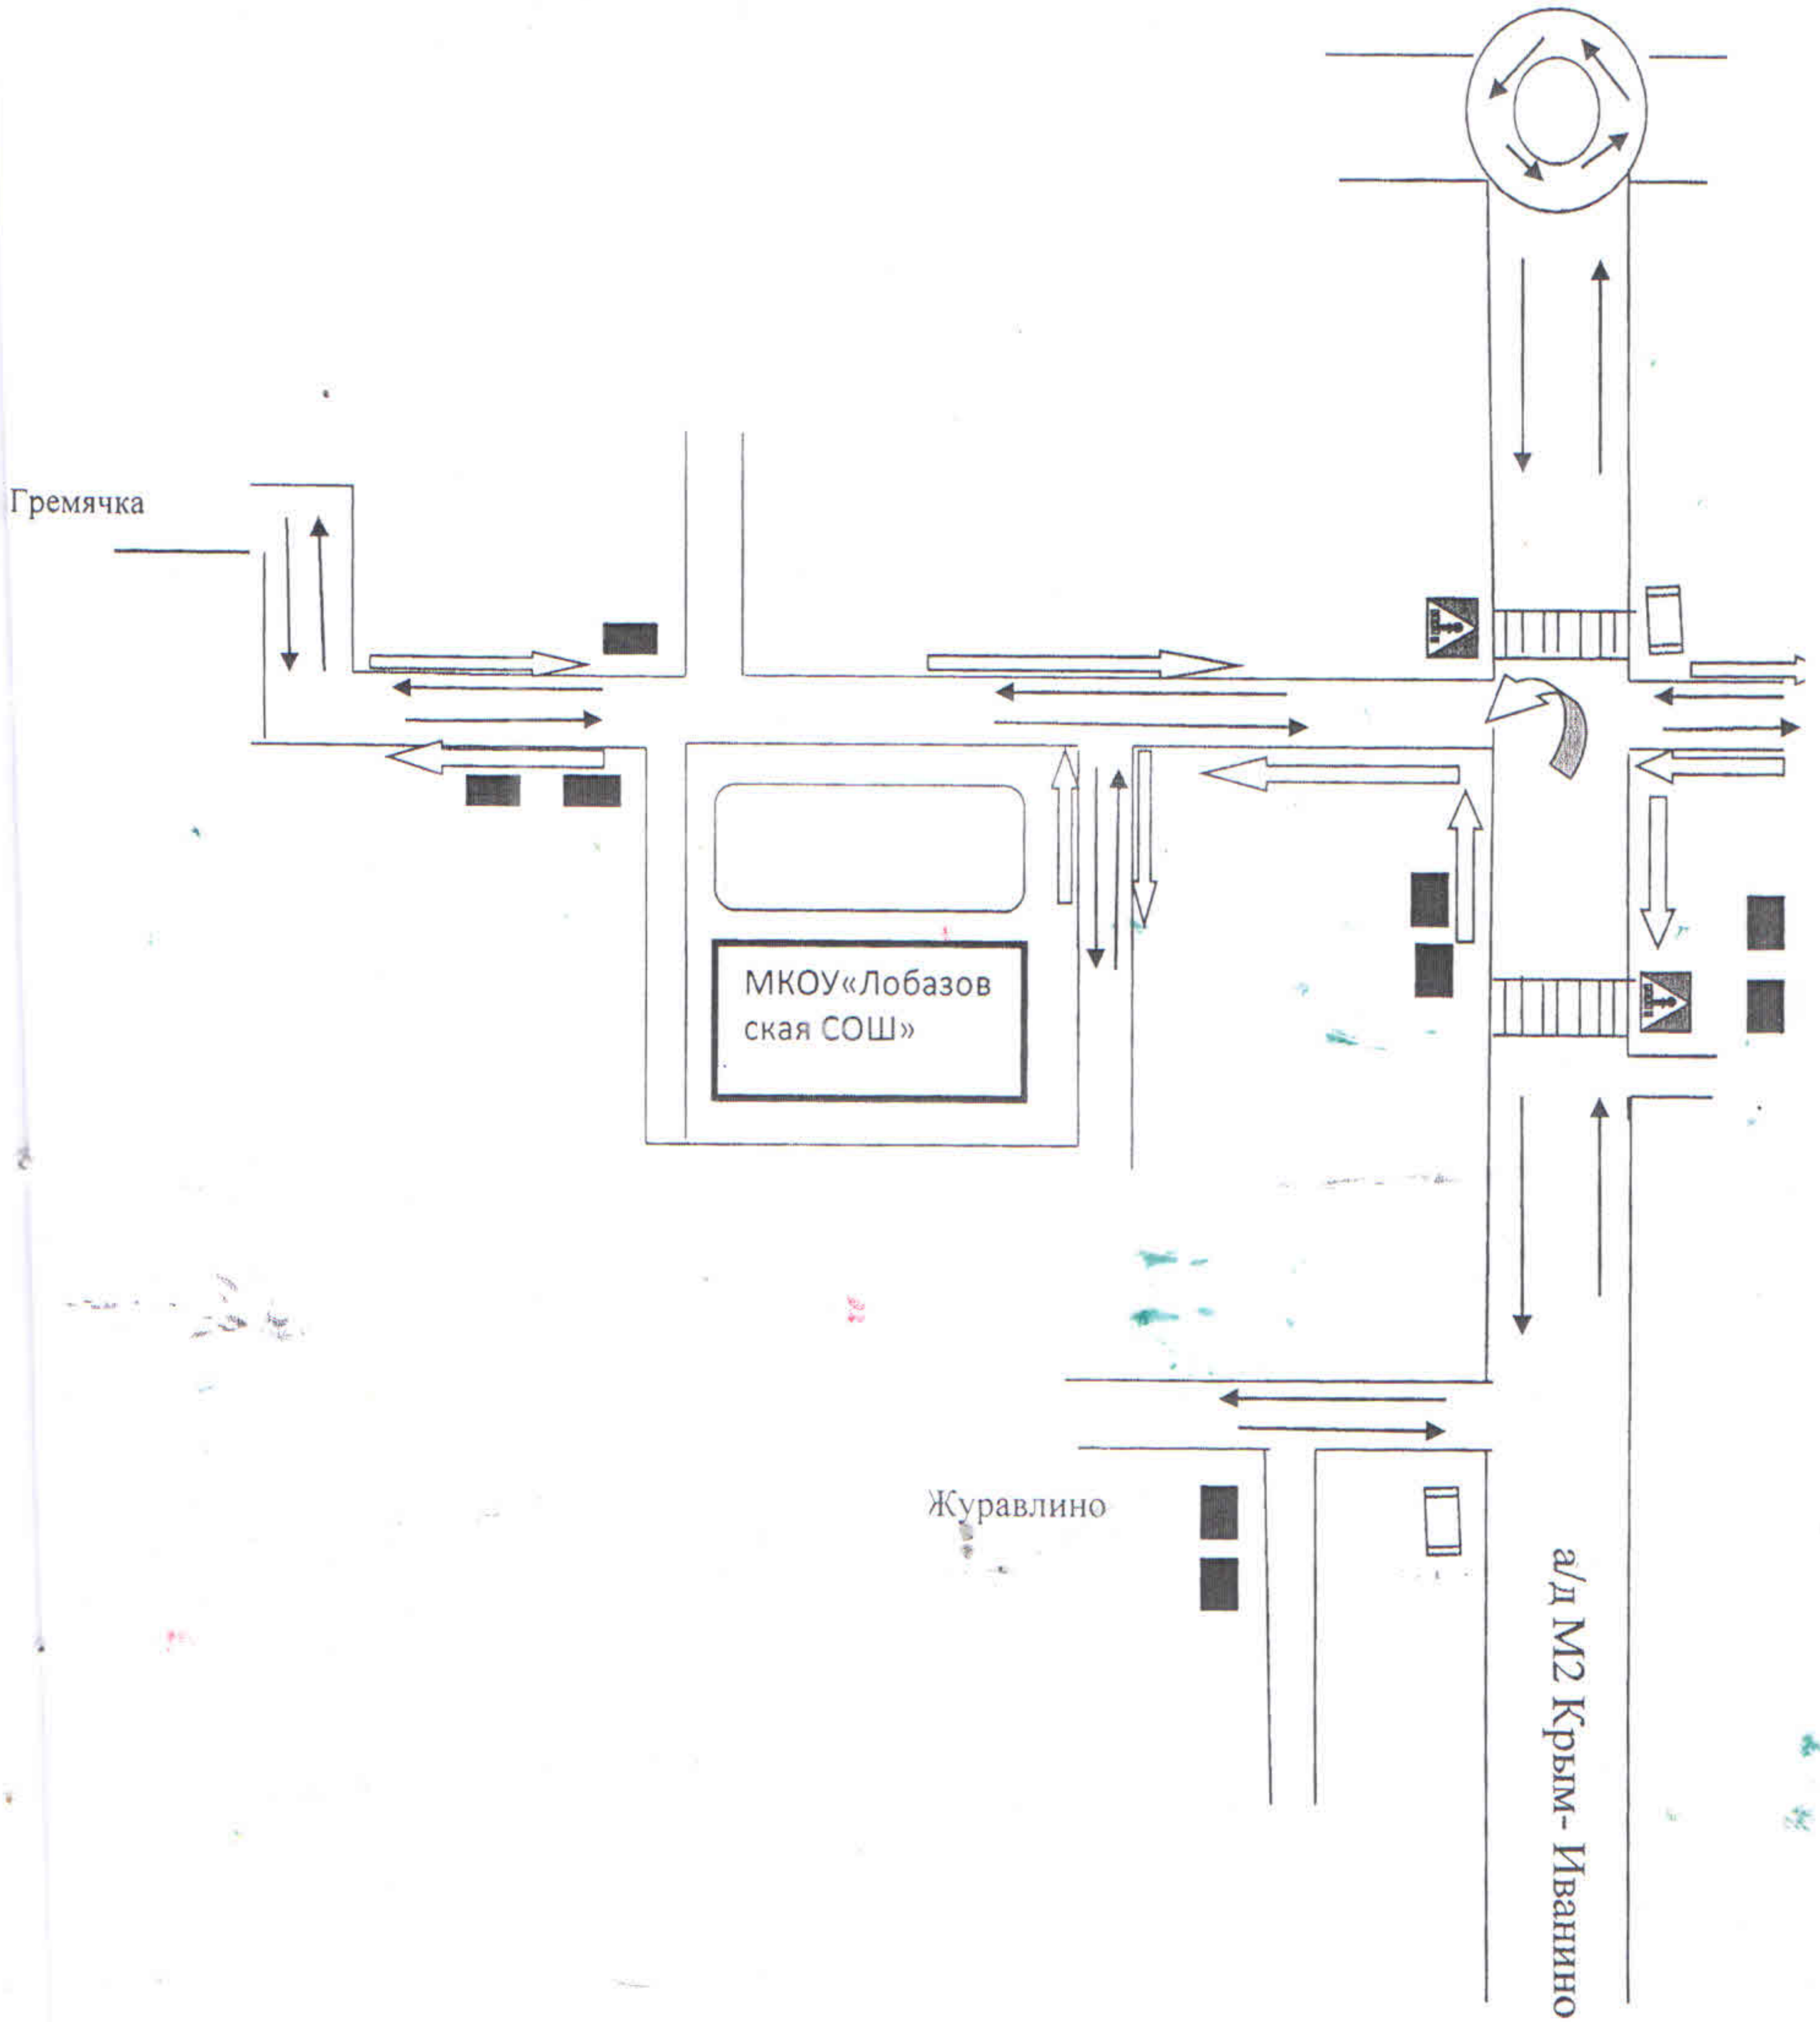 Гремячка
МКОУ«Лобазов
ская СОШ»
Журавлино
а/д М2 Крым- Иванино